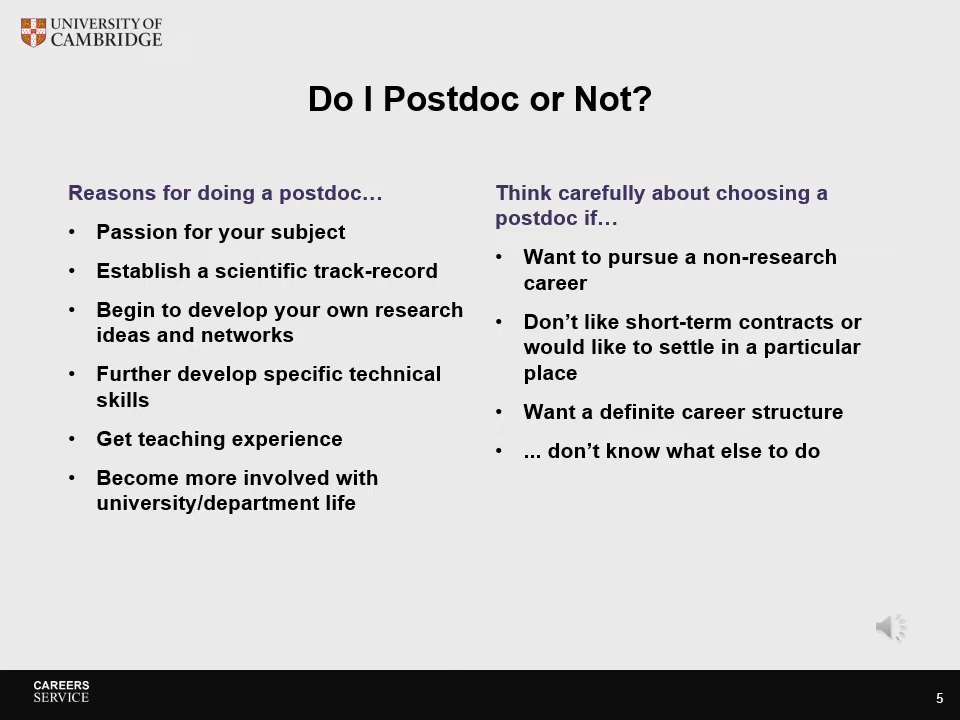 UNIVERSITY OF
CAMBRIDGE
Do I Postdoc or Not?
Reasons for doing a postdoc…
• Passion for your subject
• Establish a scientific track-record
• Begin to develop your own research
ideas and networks
• Further develop specific technical
skills
• Get teaching experience
• Become more involved with
university/department life
Think carefully about choosing a
postdoc if…
• Want to pursue a non-research
career
• Don’t like short-term contracts or
would like to settle in a particular
place
• Want a definite career structure
• ... don’t know what else to do
CAREERS
SERVICE
5